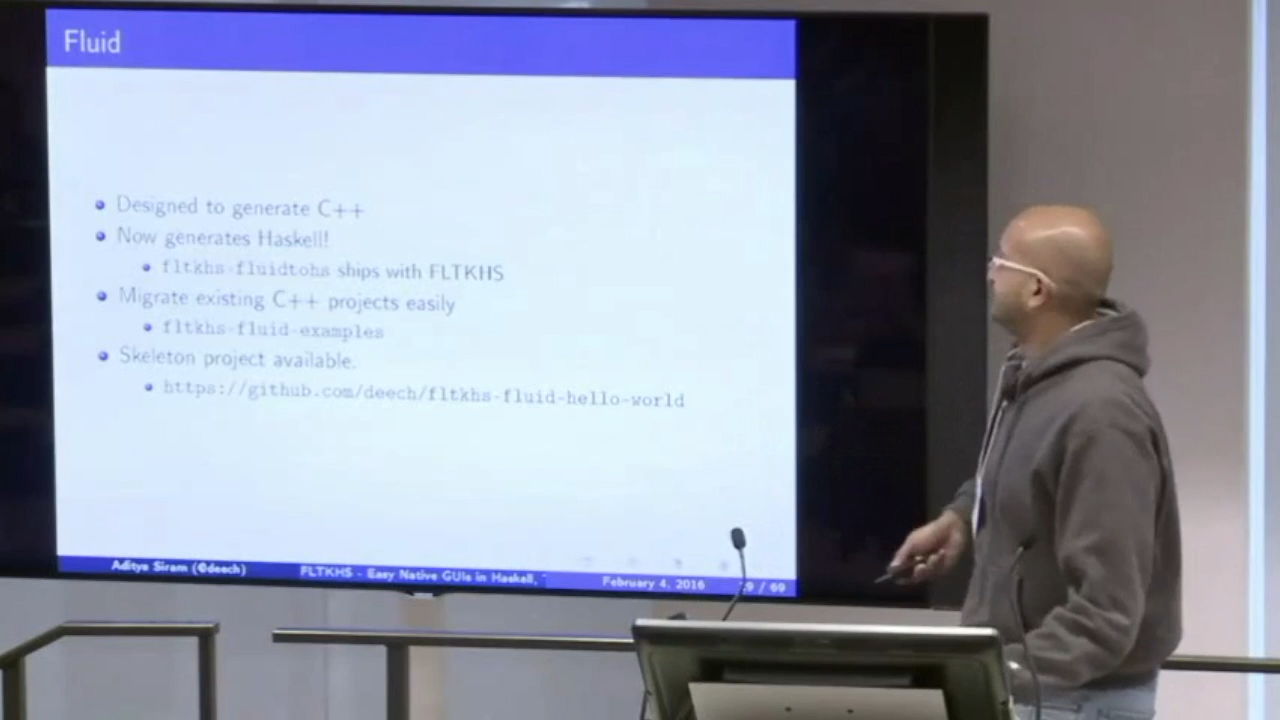 Fluid
Designed to generate C++
Now generates Haskell!
fltkhs-fluidtohs ships with FLTKHS
Migrate existing C++ projects easily
fltkhs-fluid-examples
Skeleton project available.
https://github.com/deech/fltkhs-fluid-hello-world
Aditya Siram (@deech) FLTKHS - Easy Native GUIs in Haskell, February 4, 2016 / 69